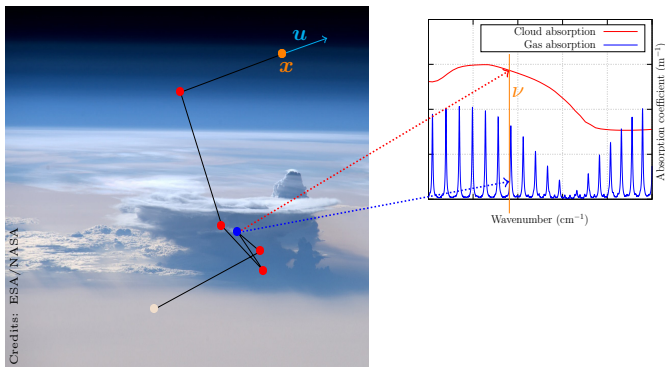 u
x
Credits: ESA/NASA
Cloud absorption
Gas absorption
ν
Absorption coefficient (m⁻¹)
Wavenumber (cm⁻¹)